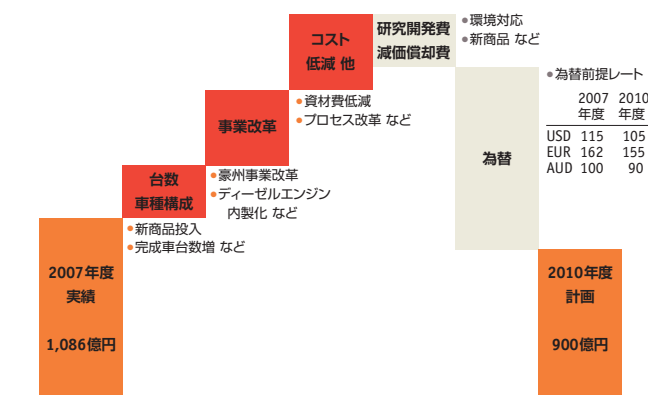 コスト
低減 他
研究開発費
減価償却費
●環境対応
●新商品 など
事業改革
●資材費低減
●プロセス改革 など
為替
●為替前提レート
2007 2010
年度 年度
USD 115 105
EUR 162 155
AUD 100 90
台数
車種構成
●豪州事業改革
●ディーゼルエンジン
内製化 など
●新商品投入
●完成車台数増 など
2007年度
実績
1,086億円
2010年度
計画
900億円